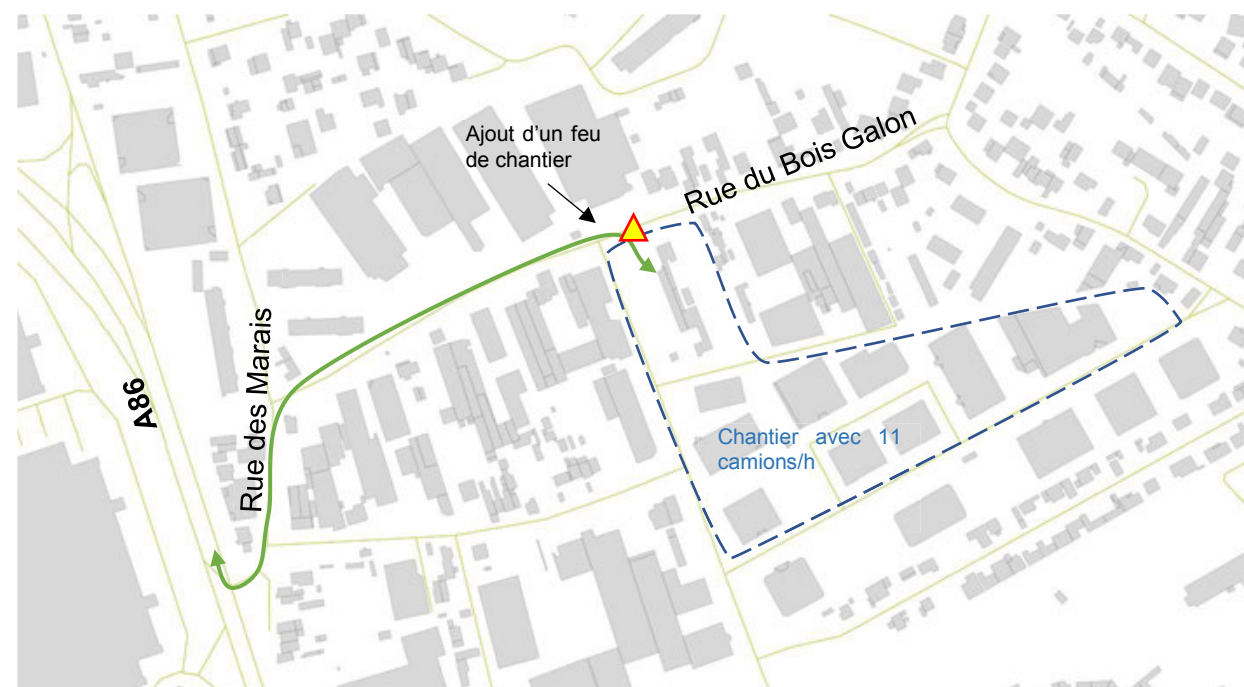 Ajout d'un feu
de chantier
Rue du Bois Galon
Rue des Marais
A86
Chantier avec 11
camions/h